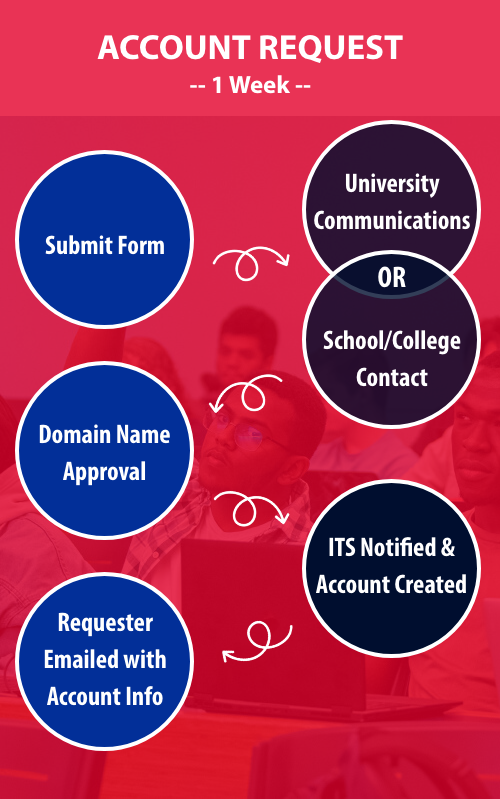 ACCOUNT REQUEST
-- 1 Week --
Submit Form
University
Communications
OR
School/College
Contact
Domain Name
Approval
ITS Notified &
Account Created
Requester
Emailed with
Account Info